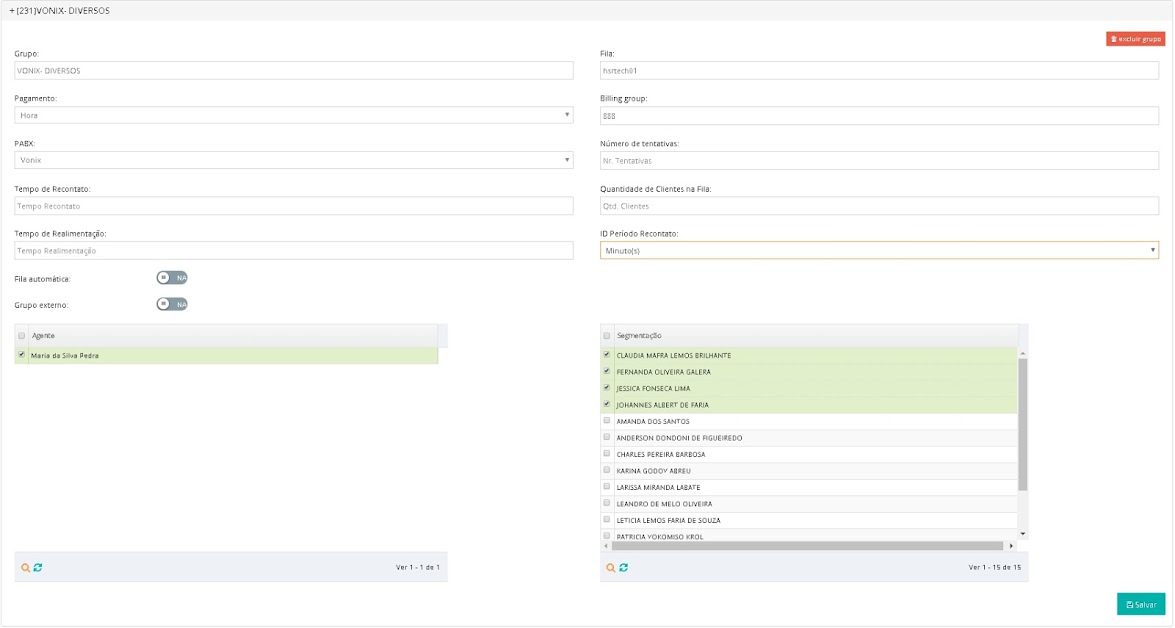 + [231]VONIX- DIVERSOS
excluir grupo
Grupo:
VONIX- DIVERSOS
Fila:
hsrtech01
Pagamento:
Hora
Billing group:
888
PABX:
Vonix
Número de tentativas:
Nr. Tentativas
Tempo de Recontato:
Tempo Recontato
Quantidade de Clientes na Fila:
Qtd. Clientes
Tempo de Realimentação:
Tempo Realimentação
ID Período Recontato:
Minuto(s)
Fila automática:
NA
Grupo externo:
NA
Agente
Maria da Silva Pedra
Ver 1 - 1 de 1
Segmentação
CLAUDIA MAFRA LEMOS BRILHANTE
FERNANDA OLIVEIRA GALERA
JESSICA FONSECA LIMA
JOHANNES ALBERT DE FARIA
AMANDA DOS SANTOS
ANDERSON DONDONI DE FIGUEIREDO
CHARLES PEREIRA BARBOSA
KARINA GODOY ABREU
LARISSA MIRANDA LABATE
LEANDRO DE MELO OLIVEIRA
LETICIA LEMOS FARIA DE SOUZA
PATRICIA YOKOMISO KROL
Ver 1 - 15 de 15
Salvar